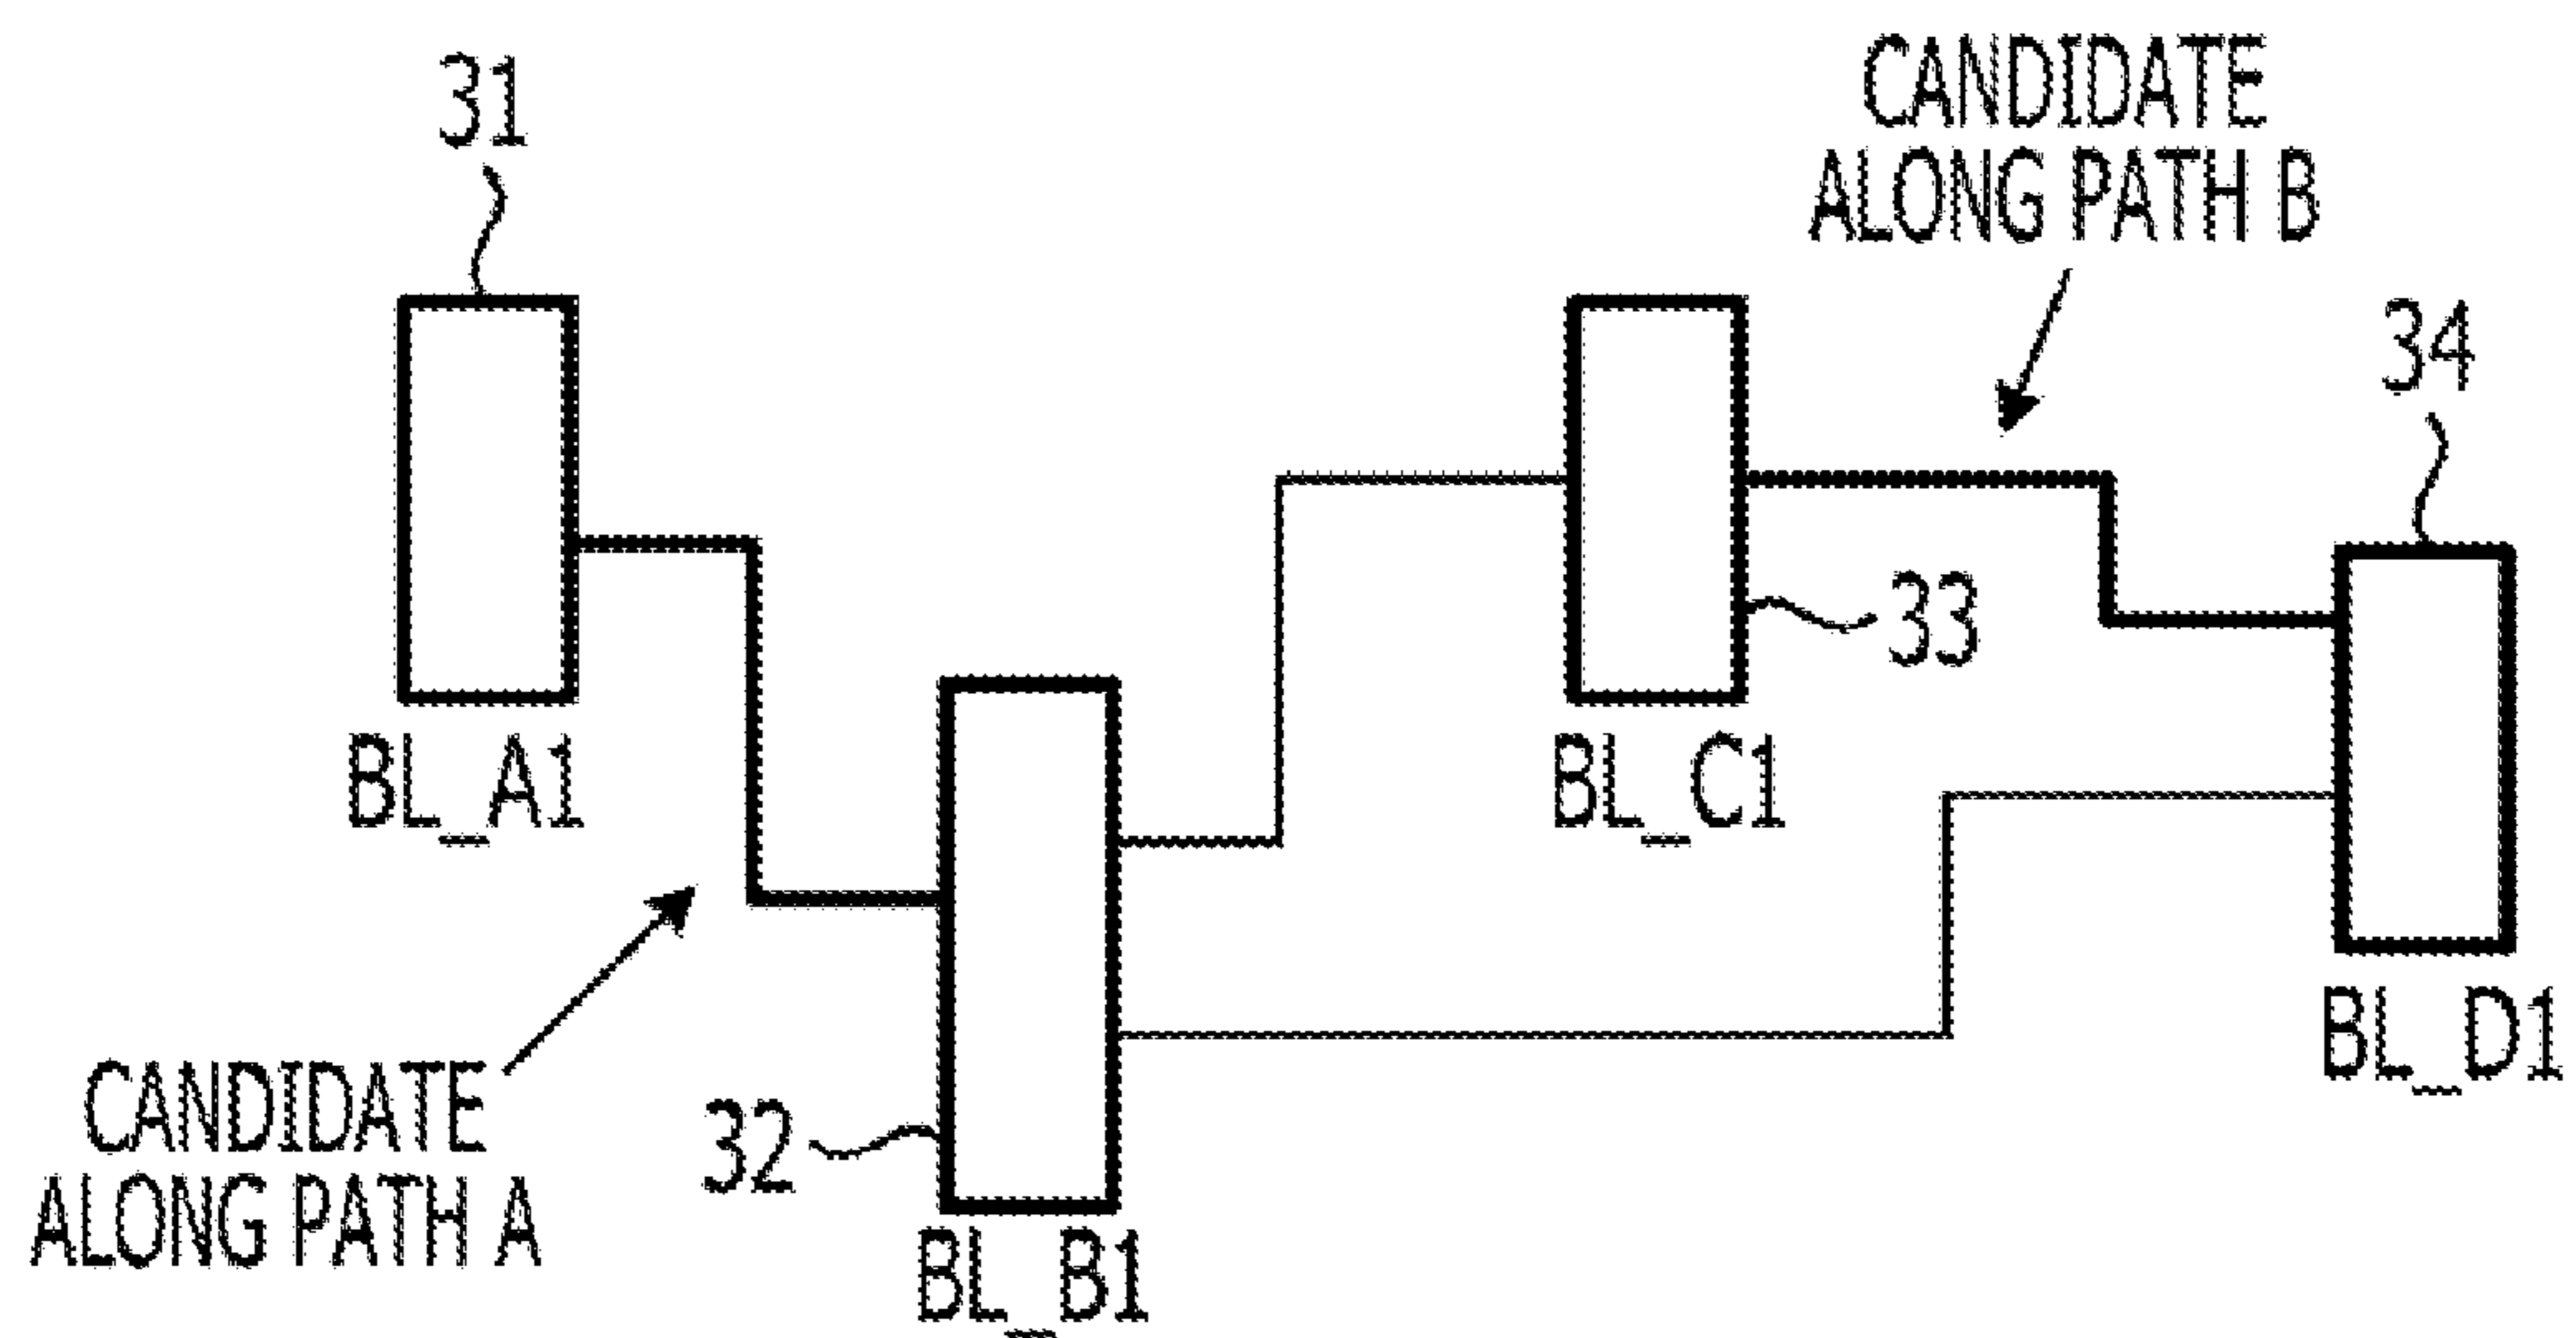 31
CANDIDATE
ALONG PATH B
34
33
BL_A1
BL_C1
CANDIDATE
ALONG PATH A
32
BL_D1
BL_B1